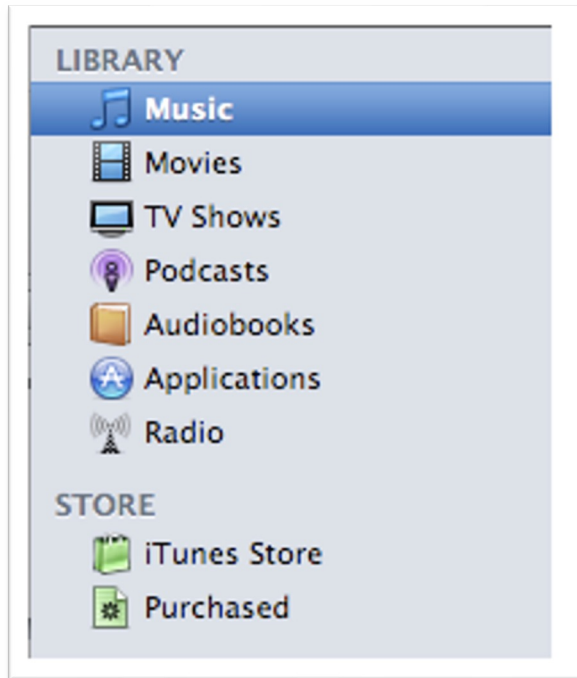 LIBRARY
Music
Movies
TV Shows
Podcasts
Audiobooks
Applications
Radio
STORE
iTunes Store
Purchased